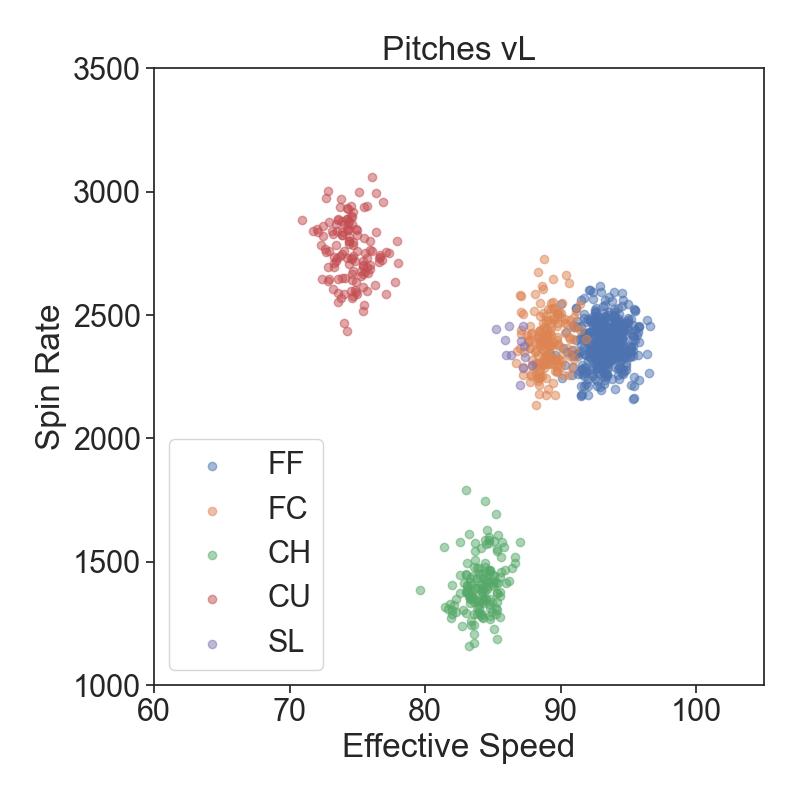 Pitches vL
3500
3000
2500
2000
1500
1000
Spin Rate
FF
FC
CH
CU
SL
60 70 80 90 100
Effective Speed